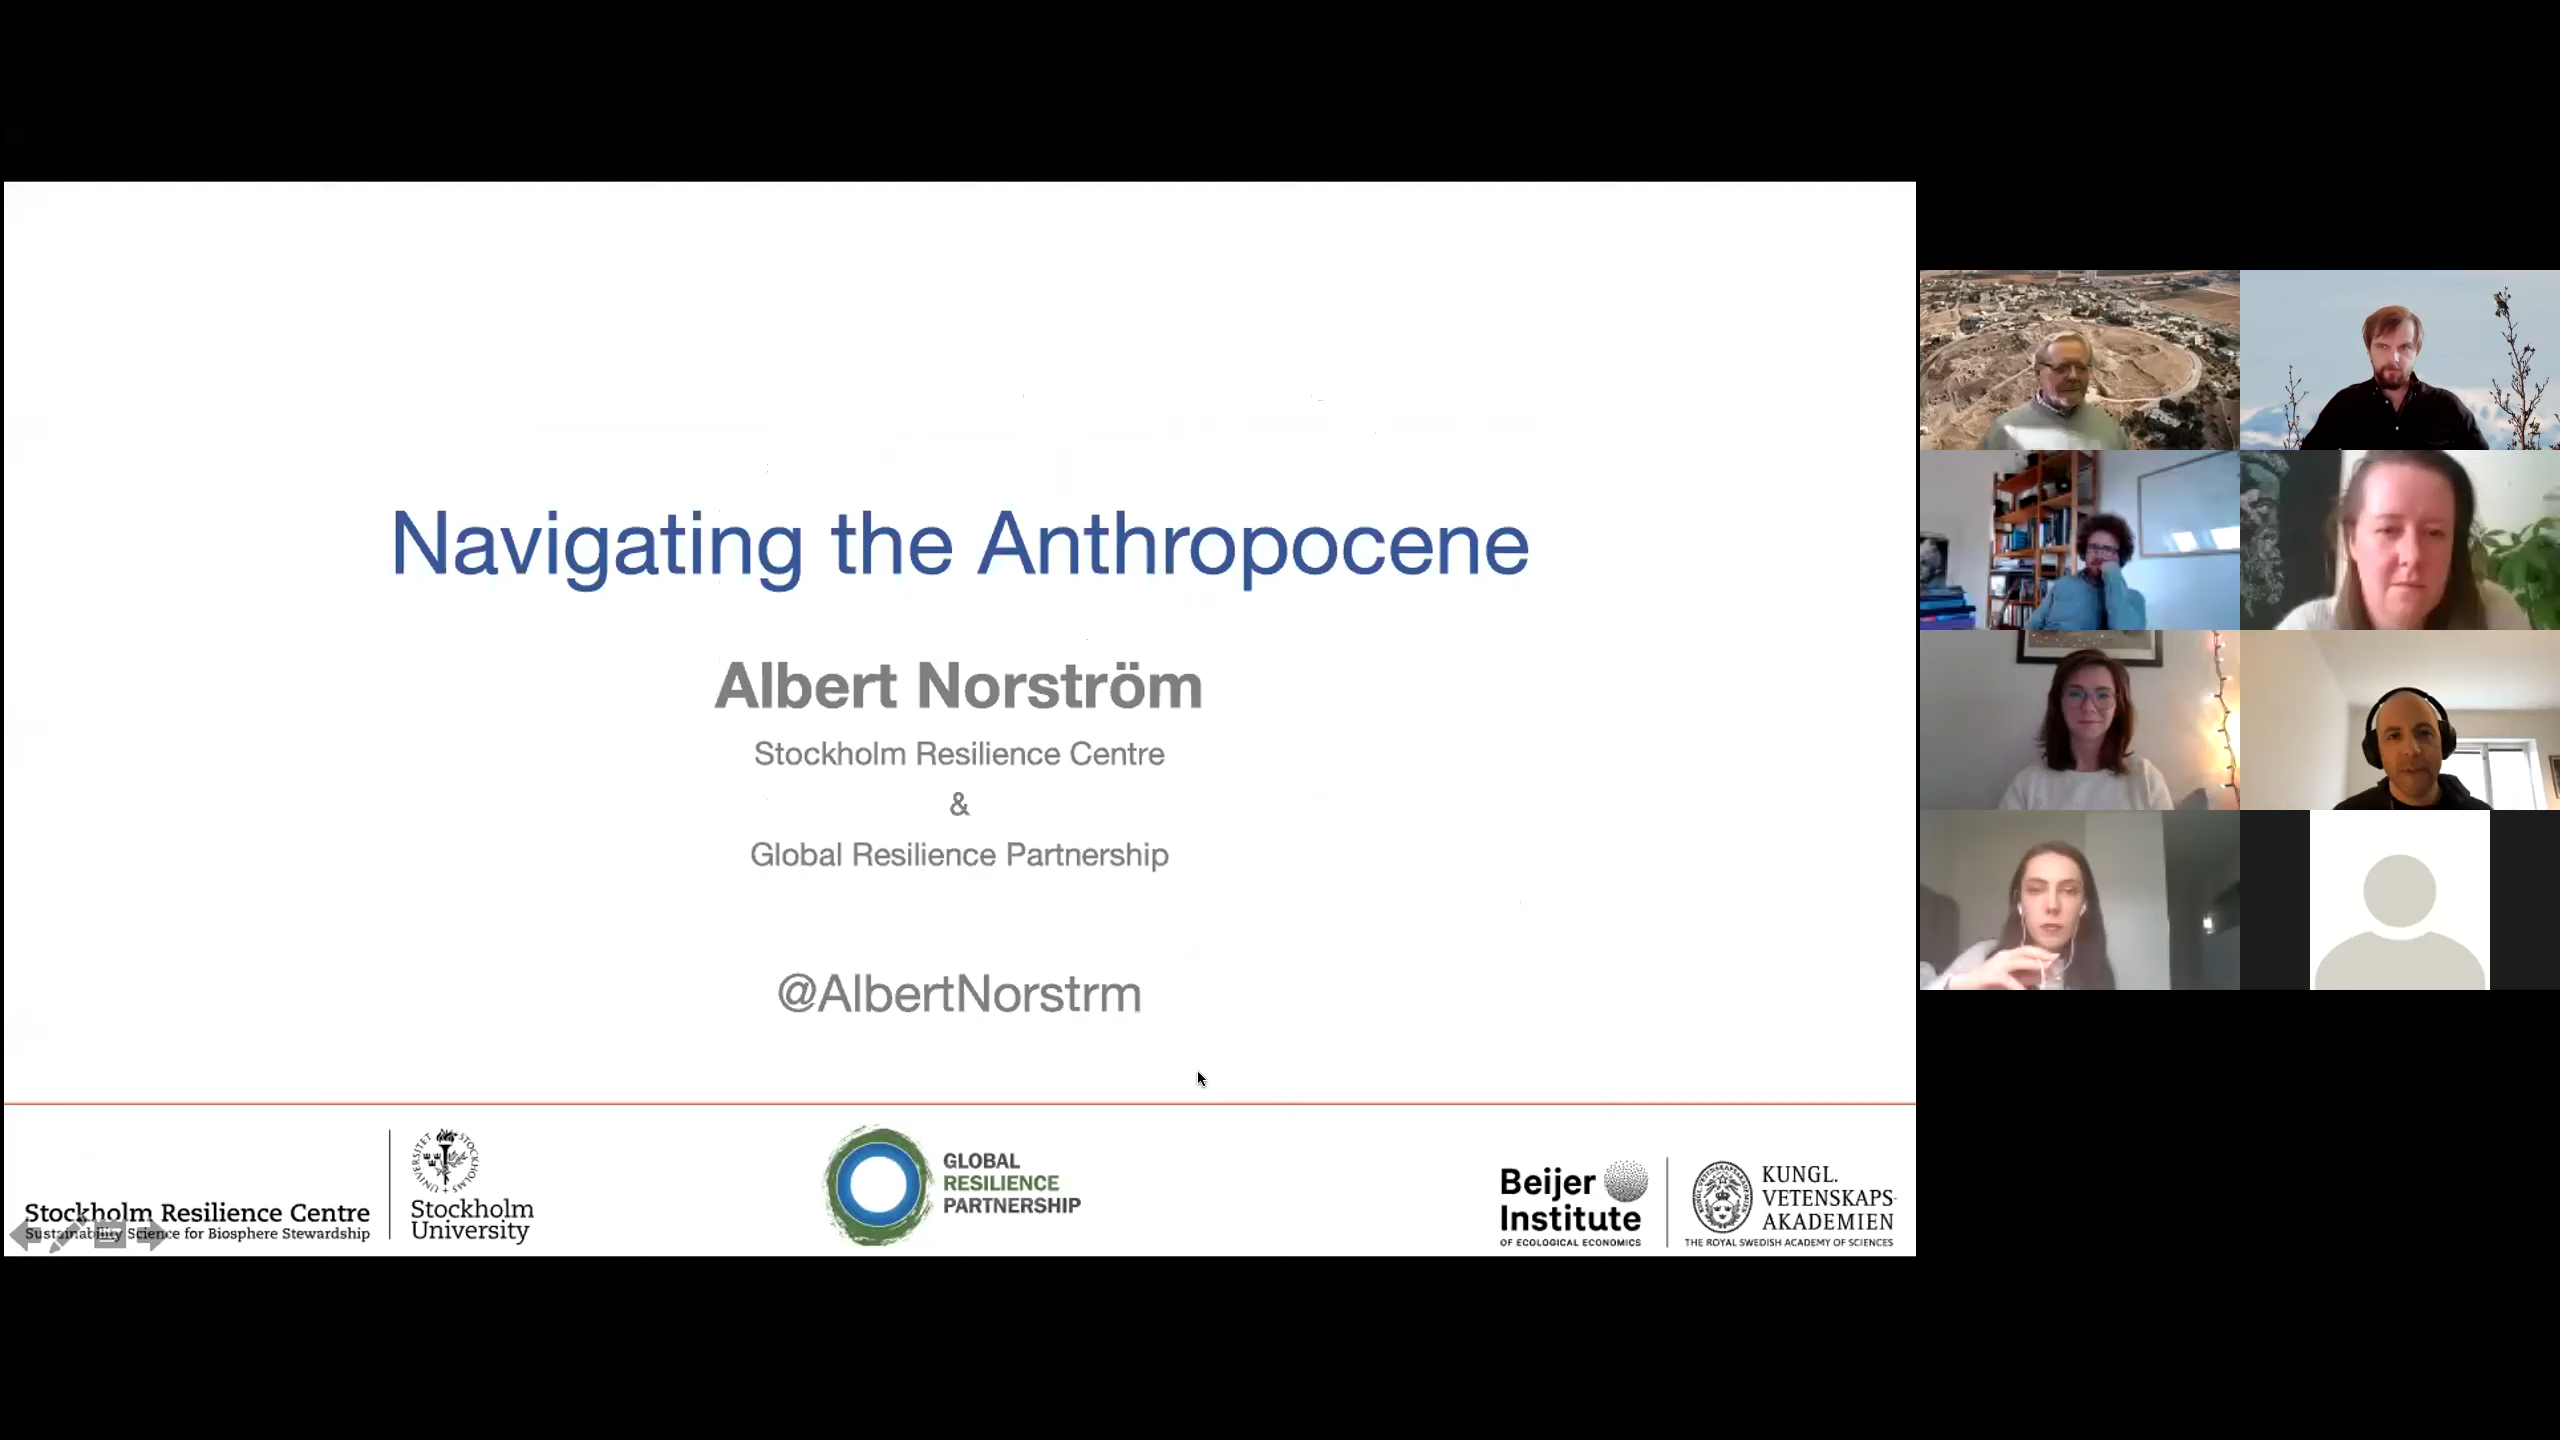 Navigating the Anthropocene
Albert Norström
Stockholm Resilience Centre
&
Global Resilience Partnership
@AlbertNorstrm
Stockholm Resilience Centre
Sustainability Science for Biosphere Stewardship
Stockholm
University
GLOBAL
RESILIENCE
PARTNERSHIP
Beijer
Institute
OF ECOLOGICAL ECONOMICS
KUNGL.
VETENSKAPS-
AKADEMIEN
THE ROYAL SWEDISH ACADEMY OF SCIENCES